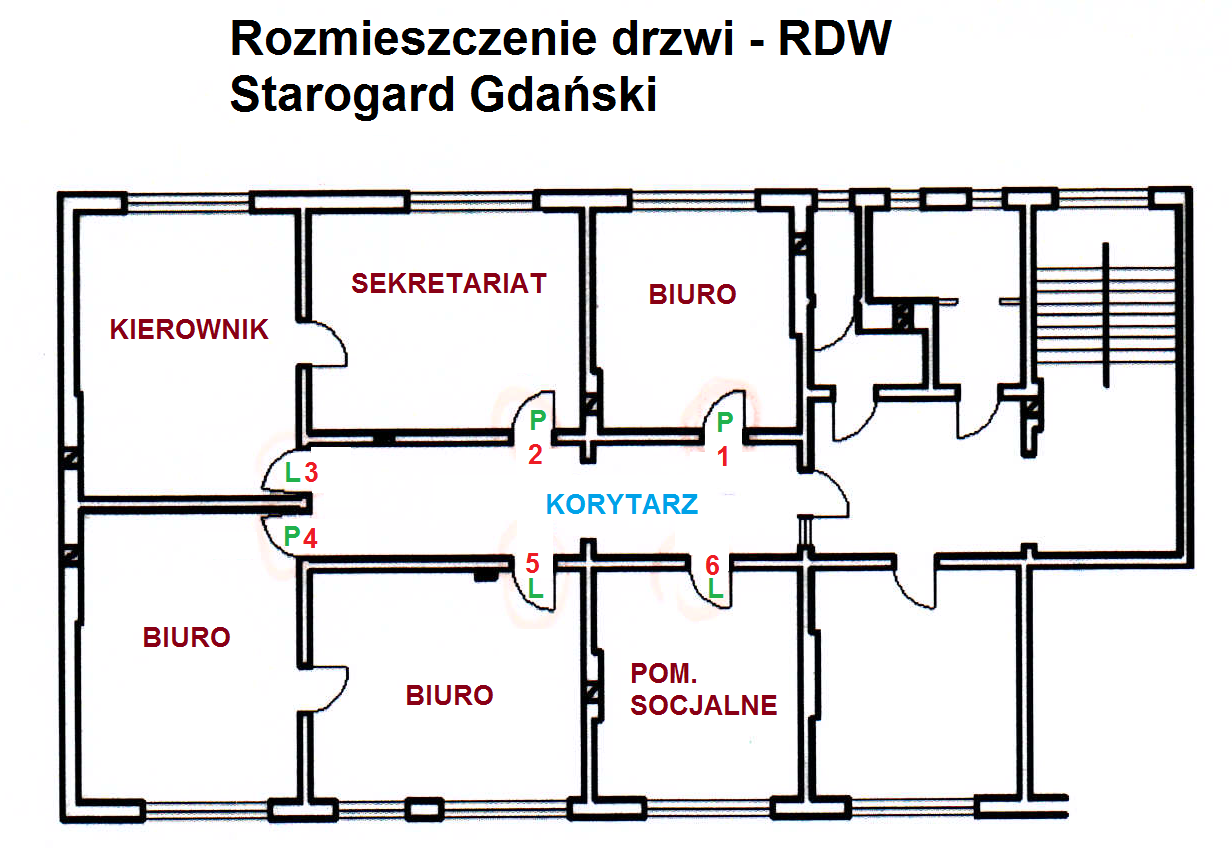 Rozmieszczenie drzwi - RDW
Starogard Gdański
SEKRETARIAT
BIURO
KIEROWNIK
P
2
P
1
L 3
KORYTARZ
P 4
5
L
6
L
BIURO
BIURO
POM.
SOCJALNE